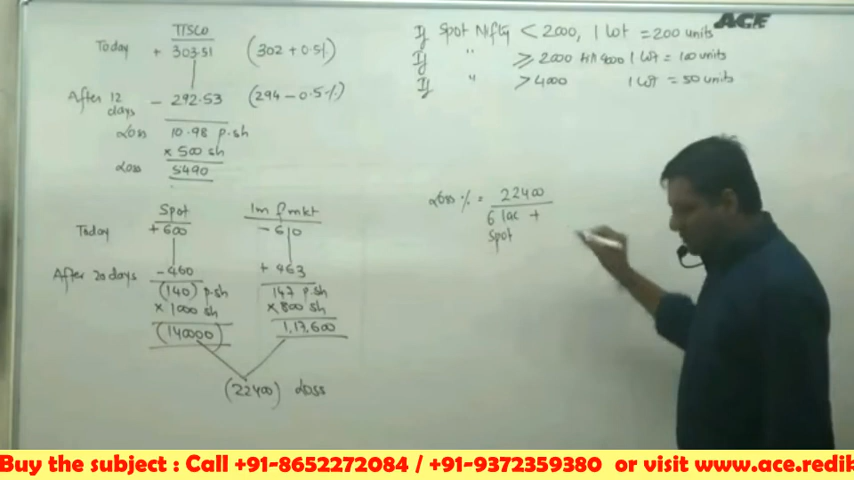 TISCO
Today + 303.51 (302 + 0.5%)
After 12 days - 292.53 (294 - 0.5%)
Loss 10.98 p.sh
x 500 sh
Loss 5490
Spot 1m f mkt
Today + 600 - 610
After 20 days - 460 + 463
(140) p.sh 147 p.sh
x 1000 sh x 800 sh
(140000) 1,17,600
(22400) Loss
ACE
If Spot Nifty < 2000, 1 lot = 200 units
If " ≥ 2000 4000 1 lot = 100 units
If " > 4000 1 lot = 50 units
Loss % = 22400
6 lac +
Spot
Buy the subject : Call +91-8652272084 / +91-9372359380 or visit www.ace.redik